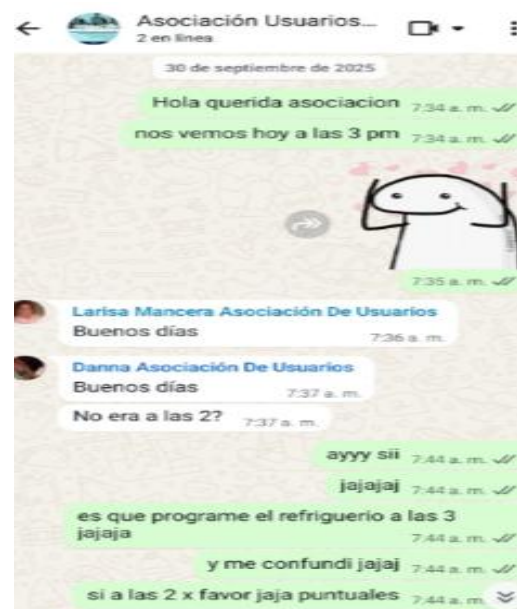 Asociación Usuarios...
2 en línea
30 de septiembre de 2025
Hola querida asociacion 7:34 a. m.
nos vemos hoy a las 3 pm 7:34 a. m.
7:35 a. m.
Larisa Mancera Asociación De Usuarios
Buenos días
7:36 a. m.
Danna Asociación De Usuarios
Buenos días
7:37 a. m.
No era a las 2? 7:37 a. m.
ayyy sii 7:44 a. m.
jajajaj 7:44 a. m.
es que programe el refriguerio a las 3
jajaja
7:44 a. m.
y me confundi jajaj 7:44 a. m.
si a las 2 x favor jaja puntuales 7:44 a. m.